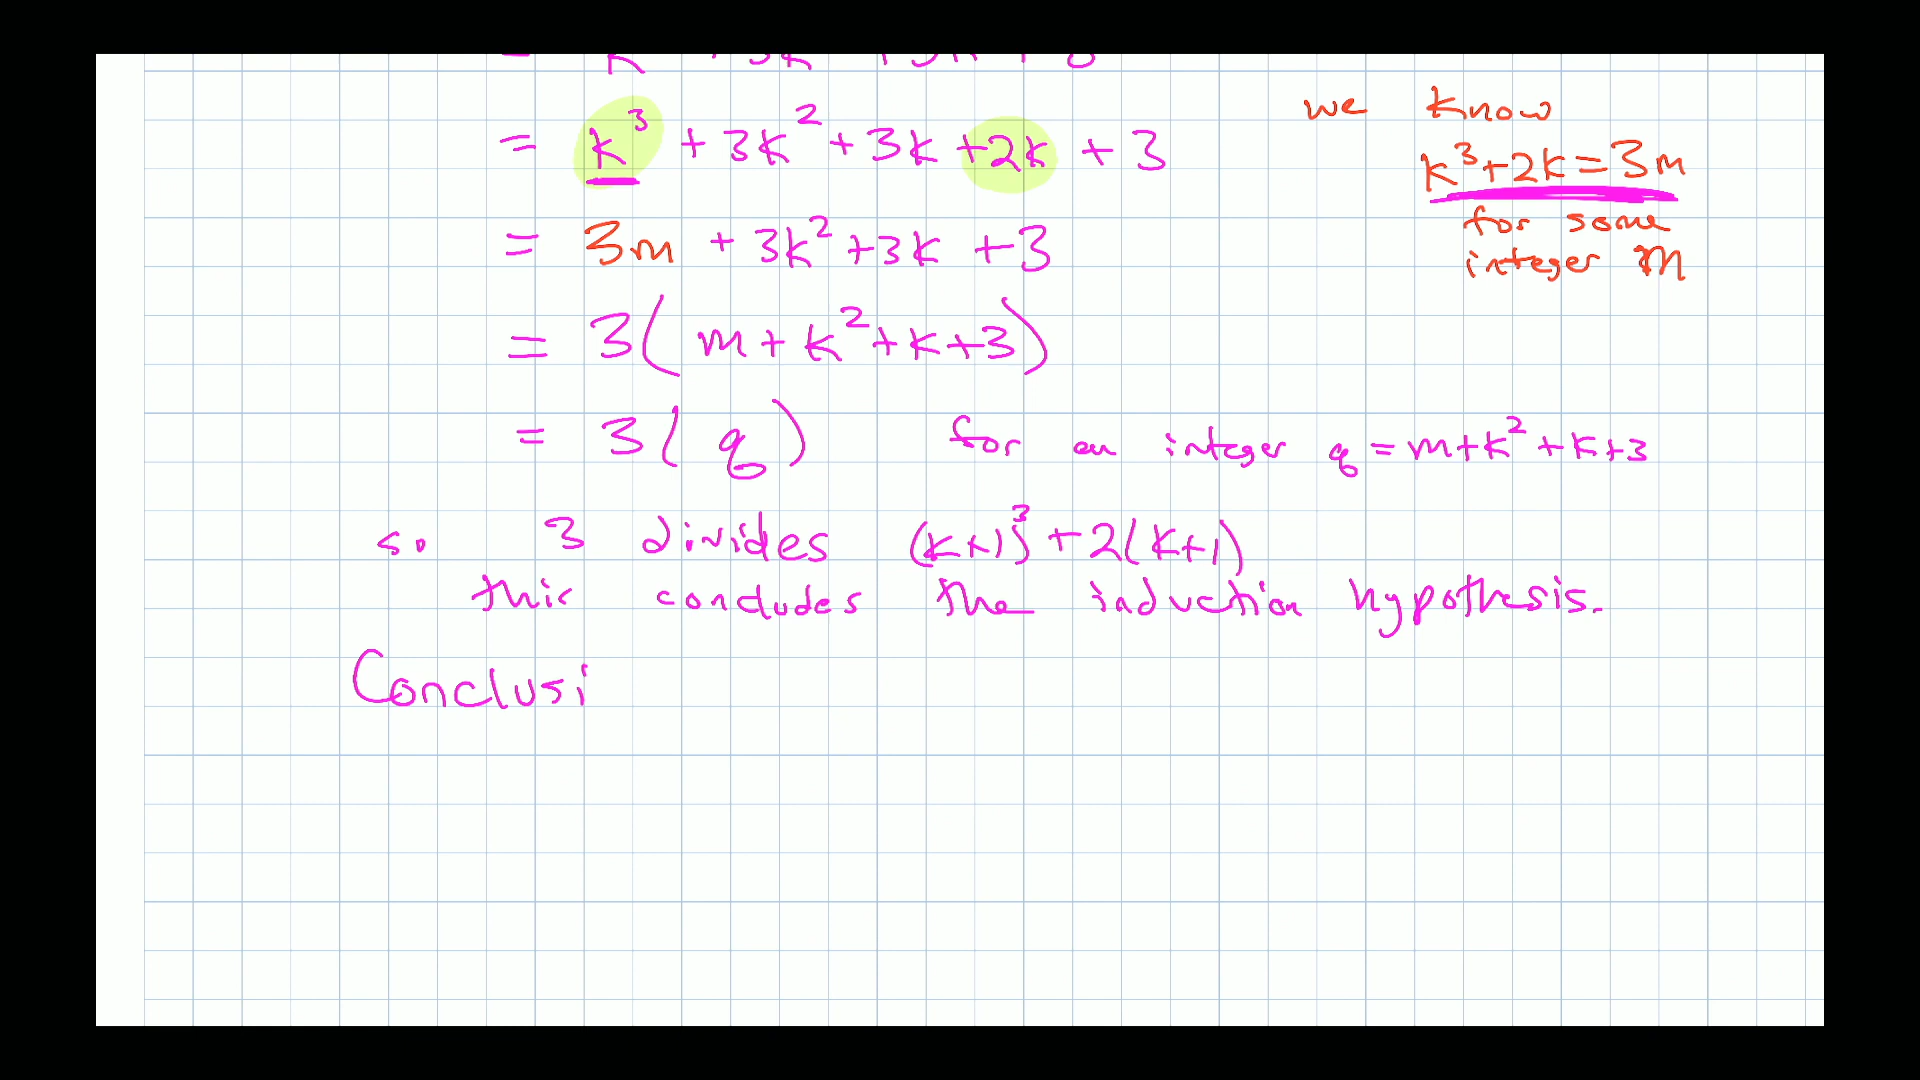 = k³ + 3k² + 3k + 2k + 3
we know
k³+2k=3m
for some
integer m
= 3m + 3k² + 3k + 3
= 3( m + k² + k + 3)
= 3( q ) for an integer q = m+k²+k+3
so 3 divides (k+1)³ + 2(k+1)
this concludes the induction hypothesis.
Conclusi